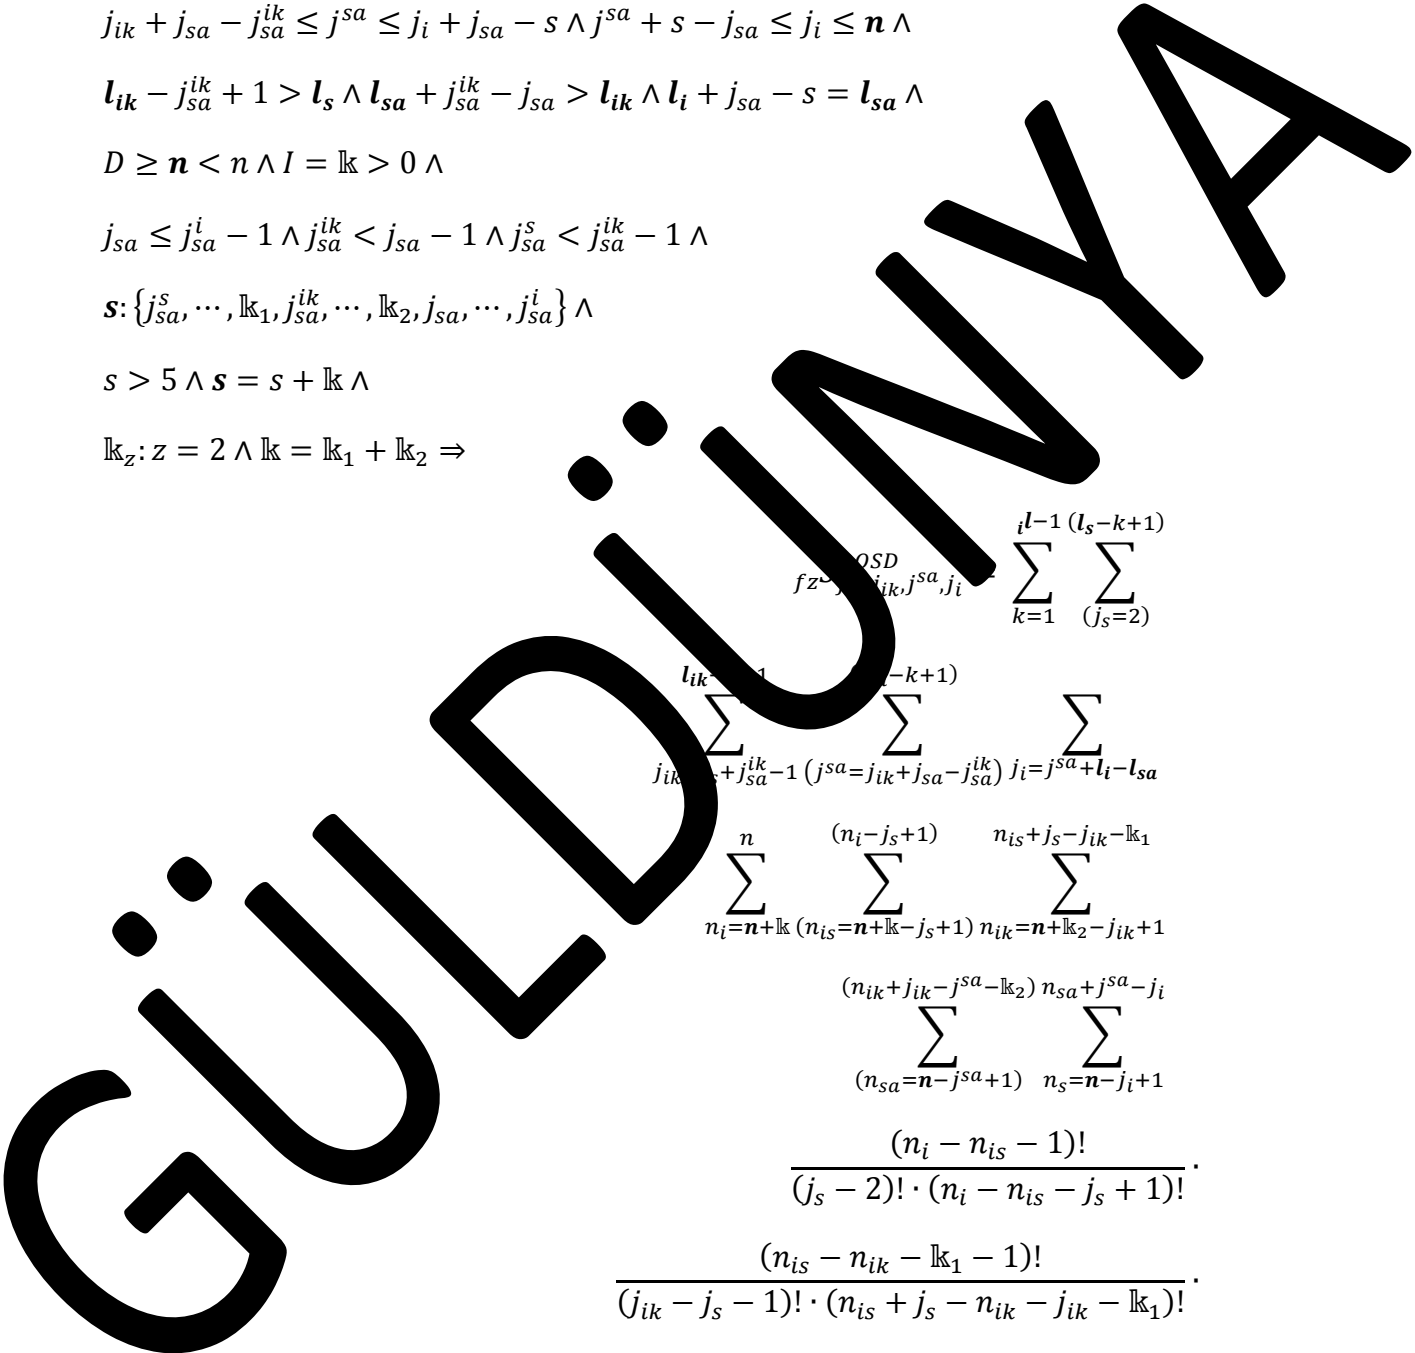 j_{ik} + j_{sa} − j_{sa}^{ik} ≤ j^{sa} ≤ j_i + j_{sa} − s ∧ j^{sa} + s − j_{sa} ≤ j_i ≤ n ∧
l_{ik} − j_{sa}^{ik} + 1 > l_s ∧ l_{sa} + j_{sa}^{ik} − j_{sa} > l_{ik} ∧ l_i + j_{sa} − s = l_{sa} ∧
D ≥ n < n ∧ I = 𝕜 > 0 ∧
j_{sa} ≤ j_{sa}^{i} − 1 ∧ j_{sa}^{ik} < j_{sa} − 1 ∧ j_{sa}^{s} < j_{sa}^{ik} − 1 ∧
s: {j_{sa}^{s}, ⋯, 𝕜_1, j_{sa}^{ik}, ⋯, 𝕜_2, j_{sa}, ⋯, j_{sa}^{i}} ∧
s > 5 ∧ s = s + 𝕜 ∧
𝕜_z: z = 2 ∧ 𝕜 = 𝕜_1 + 𝕜_2 ⇒
∑_{k=1}^{_i l−1} ∑_{(j_s=2)}^{(l_s−k+1)}
∑ ∑_{(j^{sa}=j_{ik}+j_{sa}−j_{sa}^{ik})} ∑_{j_i=j^{sa}+l_i−l_{sa}}
∑_{n_i=n+𝕜}^{n} ∑_{(n_{is}=n+𝕜−j_s+1)}^{(n_i−j_s+1)} ∑_{n_{ik}=n+𝕜_2−j_{ik}+1}^{n_{is}+j_s−j_{ik}−𝕜_1}
∑_{(n_{sa}=n−j^{sa}+1)}^{(n_{ik}+j_{ik}−j^{sa}−𝕜_2)} ∑_{n_s=n−j_i+1}^{n_{sa}+j^{sa}−j_i}
(n_i − n_{is} − 1)!
/ (j_s − 2)! · (n_i − n_{is} − j_s + 1)! ·
(n_{is} − n_{ik} − 𝕜_1 − 1)!
/ (j_{ik} − j_s − 1)! · (n_{is} + j_s − n_{ik} − j_{ik} − 𝕜_1)! ·
GÜLDÜNYA